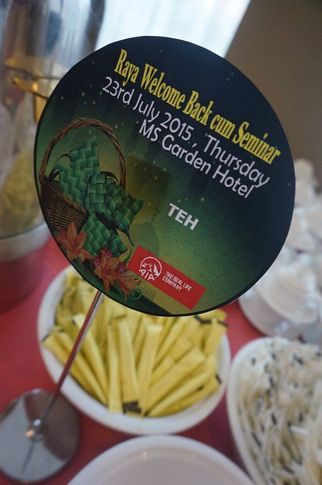 Raya Welcome Back cum Seminar
23rd July 2015, Thursday
MS Garden Hotel
TEH
AIA
THE REAL LIFE
COMPANY